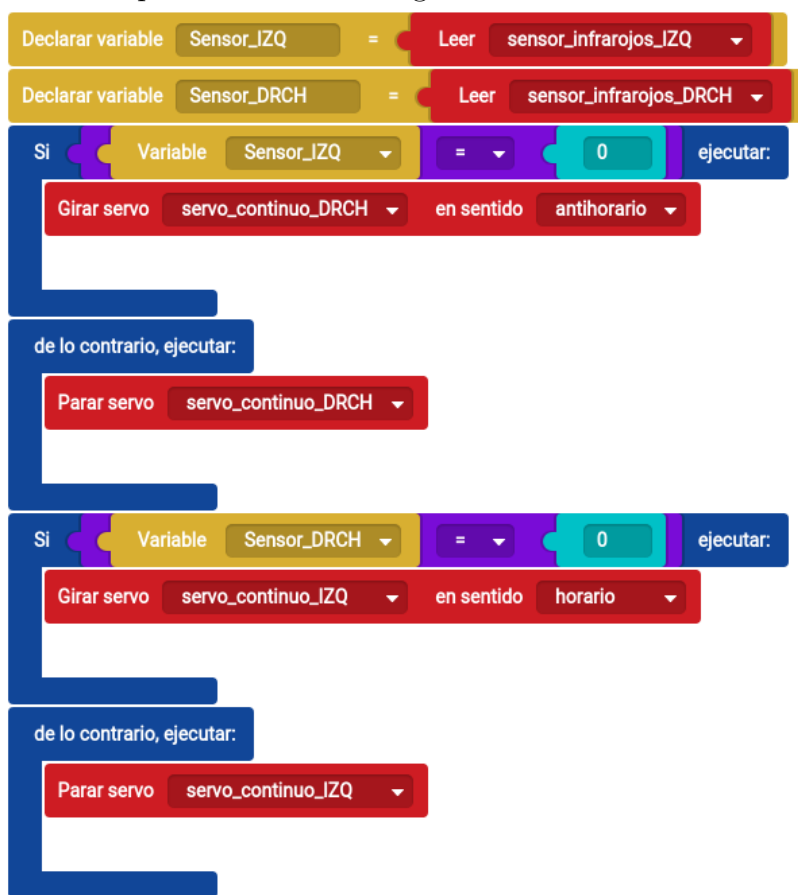 Declarar variable Sensor_IZQ = Leer sensor_infrarojos_IZQ
Declarar variable Sensor_DRCH = Leer sensor_infrarojos_DRCH
Si Variable Sensor_IZQ = 0 ejecutar:
Girar servo servo_continuo_DRCH en sentido antihorario
de lo contrario, ejecutar:
Parar servo servo_continuo_DRCH
Si Variable Sensor_DRCH = 0 ejecutar:
Girar servo servo_continuo_IZQ en sentido horario
de lo contrario, ejecutar:
Parar servo servo_continuo_IZQ